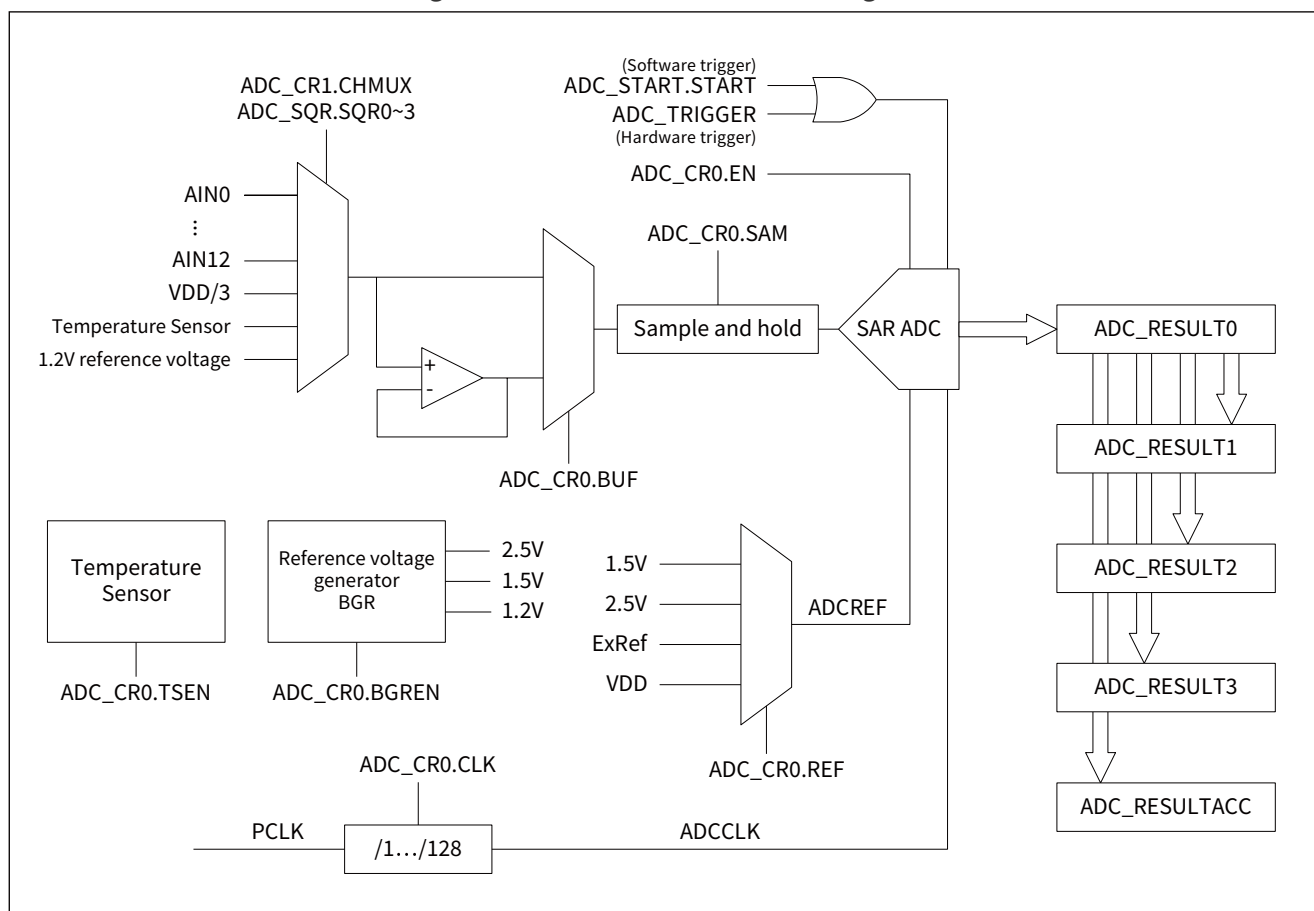 (Software trigger)
ADC_START.START
ADC_TRIGGER
(Hardware trigger)
ADC_CR1.CHMUX
ADC_SQR.SQR0~3
ADC_CR0.EN
AIN0
⋮
AIN12
VDD/3
Temperature Sensor
1.2V reference voltage
+
-
ADC_CR0.BUF
ADC_CR0.SAM
Sample and hold
SAR ADC
ADC_RESULT0
ADC_RESULT1
ADC_RESULT2
ADC_RESULT3
ADC_RESULTACC
Temperature
Sensor
ADC_CR0.TSEN
Reference voltage
generator
BGR
2.5V
1.5V
1.2V
ADC_CR0.BGREN
1.5V
2.5V
ExRef
VDD
ADCREF
ADC_CR0.REF
ADC_CR0.CLK
PCLK
/1…/128
ADCCLK